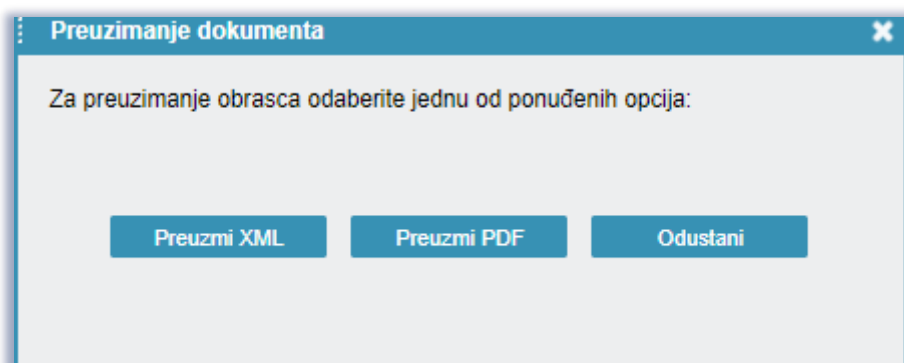 Preuzimanje dokumenta
Za preuzimanje obrasca odaberite jednu od ponuđenih opcija:
Preuzmi XML Preuzmi PDF Odustani